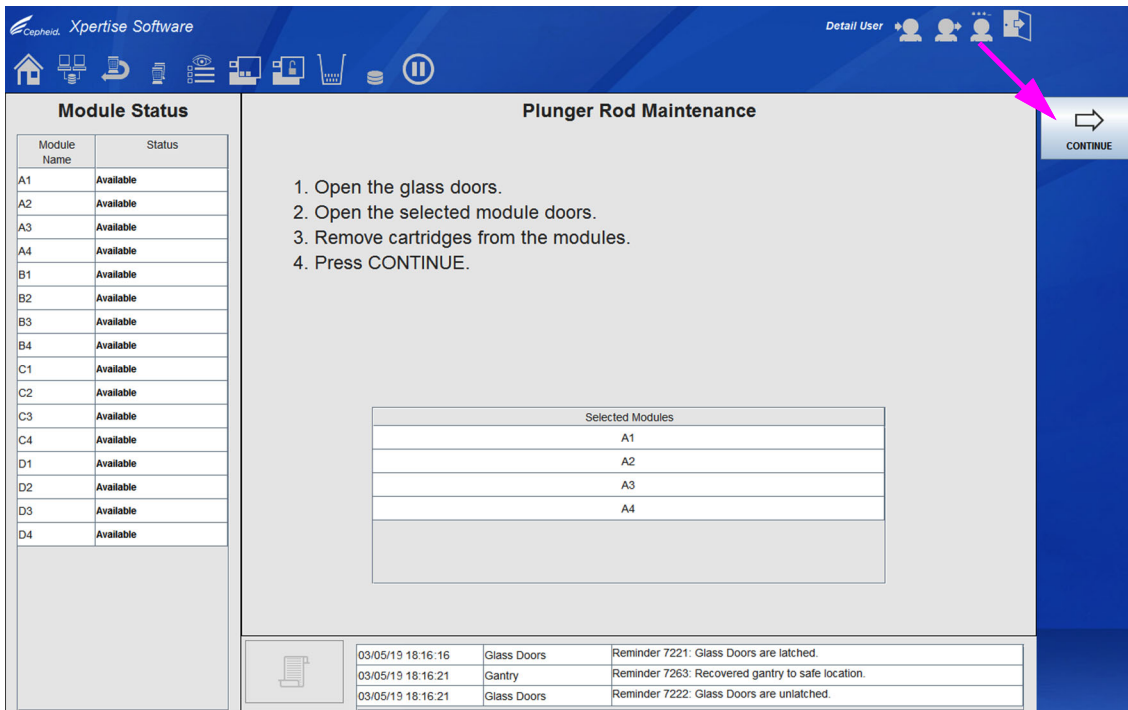 Cepheid. Xpertise Software
Detail User
Module Status
Module Name Status
A1 Available
A2 Available
A3 Available
A4 Available
B1 Available
B2 Available
B3 Available
B4 Available
C1 Available
C2 Available
C3 Available
C4 Available
D1 Available
D2 Available
D3 Available
D4 Available
Plunger Rod Maintenance
1. Open the glass doors.
2. Open the selected module doors.
3. Remove cartridges from the modules.
4. Press CONTINUE.
Selected Modules
A1
A2
A3
A4
03/05/19 18:16:16 Glass Doors Reminder 7221: Glass Doors are latched.
03/05/19 18:16:21 Gantry Reminder 7263: Recovered gantry to safe location.
03/05/19 18:16:21 Glass Doors Reminder 7222: Glass Doors are unlatched.
CONTINUE